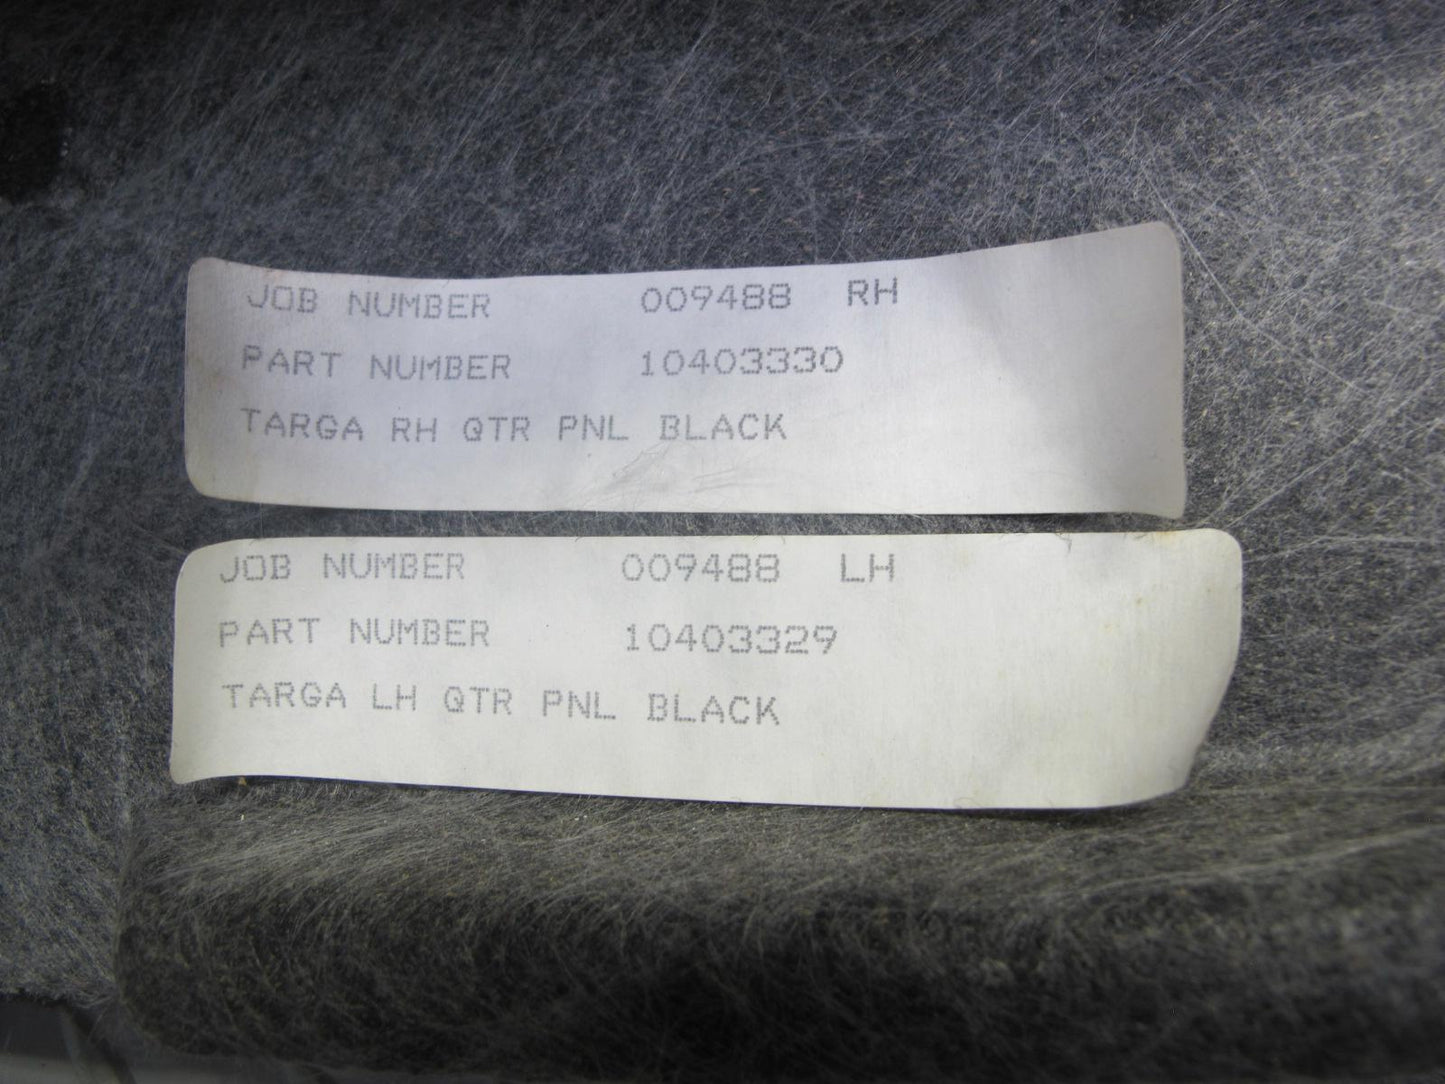 JOB NUMBER 009488 RH
PART NUMBER 10403330
TARGA RH QTR PNL BLACK
JOB NUMBER 009488 LH
PART NUMBER 10403329
TARGA LH QTR PNL BLACK